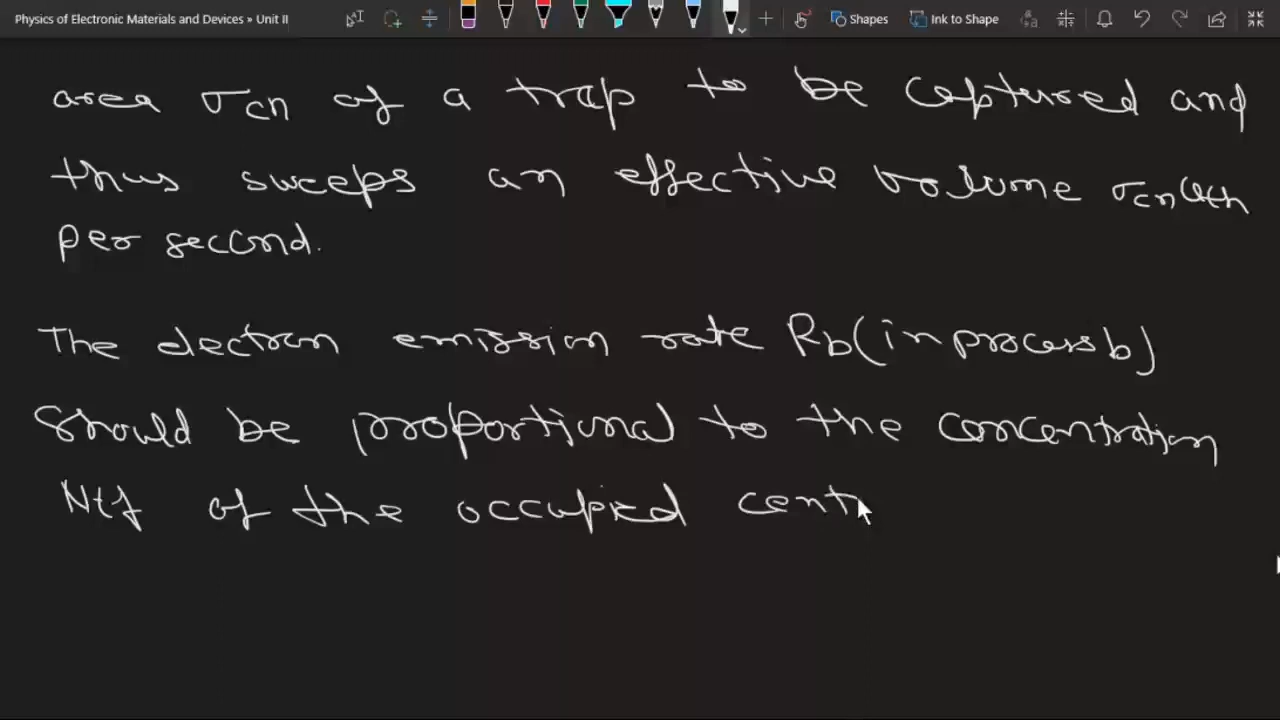 Physics of Electronic Materials and Devices » Unit II
Shapes
Ink to Shape
area σcn of a trap to be captured and
thus sweeps an effective volume σcnυth
per second.
The electron emission rate Rb (in process b)
should be proportional to the concentration
Ntf of the occupied cent